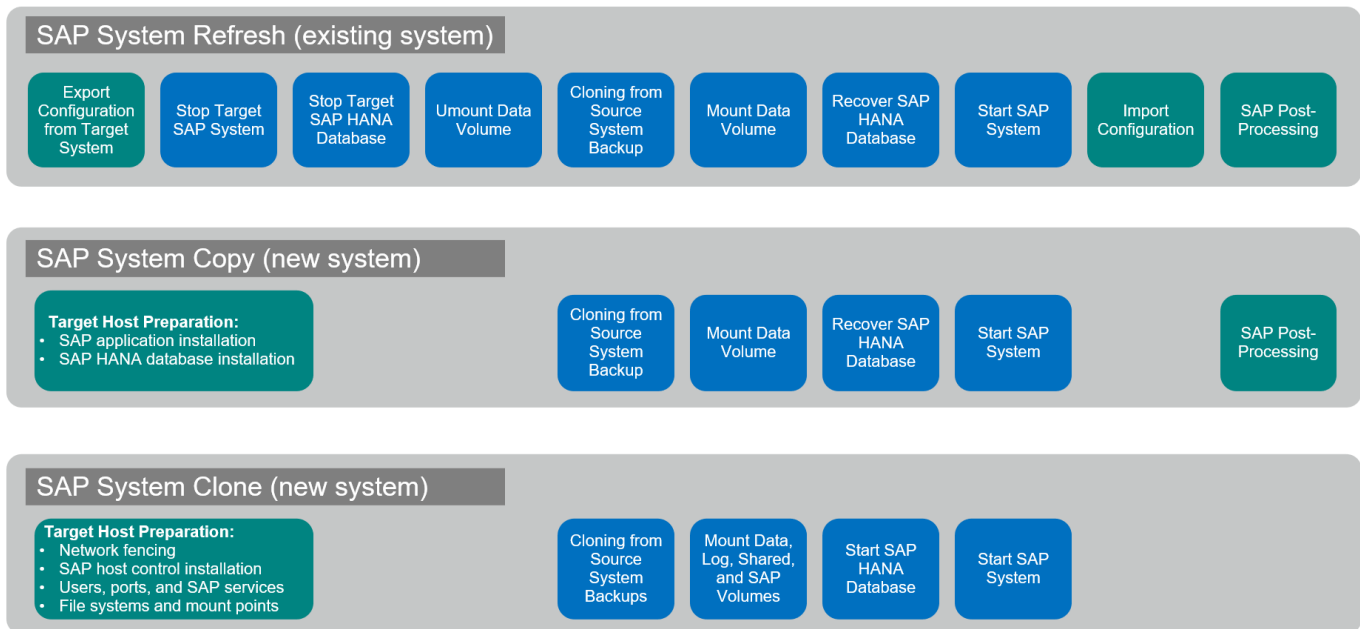 SAP System Refresh (existing system)
Export
Configuration
from Target
System
Stop Target
SAP System
Stop Target
SAP HANA
Database
Umount Data
Volume
Cloning from
Source
System
Backup
Mount Data
Volume
Recover SAP
HANA
Database
Start SAP
System
Import
Configuration
SAP Post-
Processing
SAP System Copy (new system)
Target Host Preparation:
• SAP application installation
• SAP HANA database installation
Cloning from
Source
System
Backup
Mount Data
Volume
Recover SAP
HANA
Database
Start SAP
System
SAP Post-
Processing
SAP System Clone (new system)
Target Host Preparation:
• Network fencing
• SAP host control installation
• Users, ports, and SAP services
• File systems and mount points
Cloning from
Source
System
Backups
Mount Data,
Log, Shared,
and SAP
Volumes
Start SAP
HANA
Database
Start SAP
System